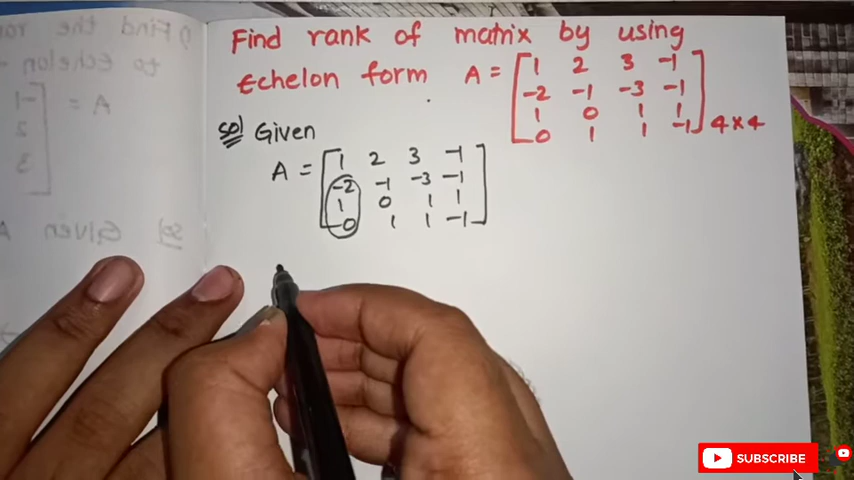 Find rank of matrix by using
Echelon form A = [ 1 2 3 -1
-2 -1 -3 -1
1 0 1 1
0 1 1 -1 ] 4×4
Sol Given
A = [ 1 2 3 -1
-2 -1 -3 -1
1 0 1 1
0 1 1 -1 ]
SUBSCRIBE